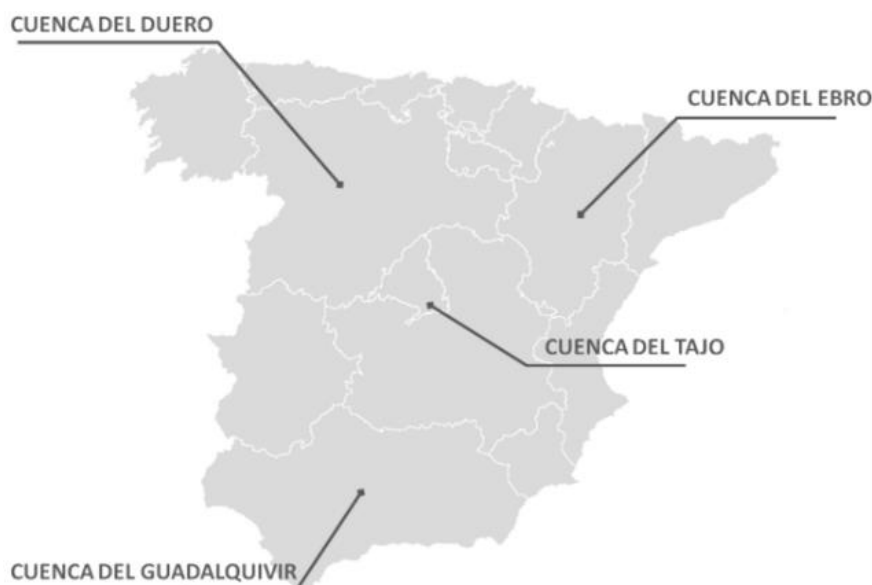 CUENCA DEL DUERO
CUENCA DEL EBRO
CUENCA DEL TAJO
CUENCA DEL GUADALQUIVIR